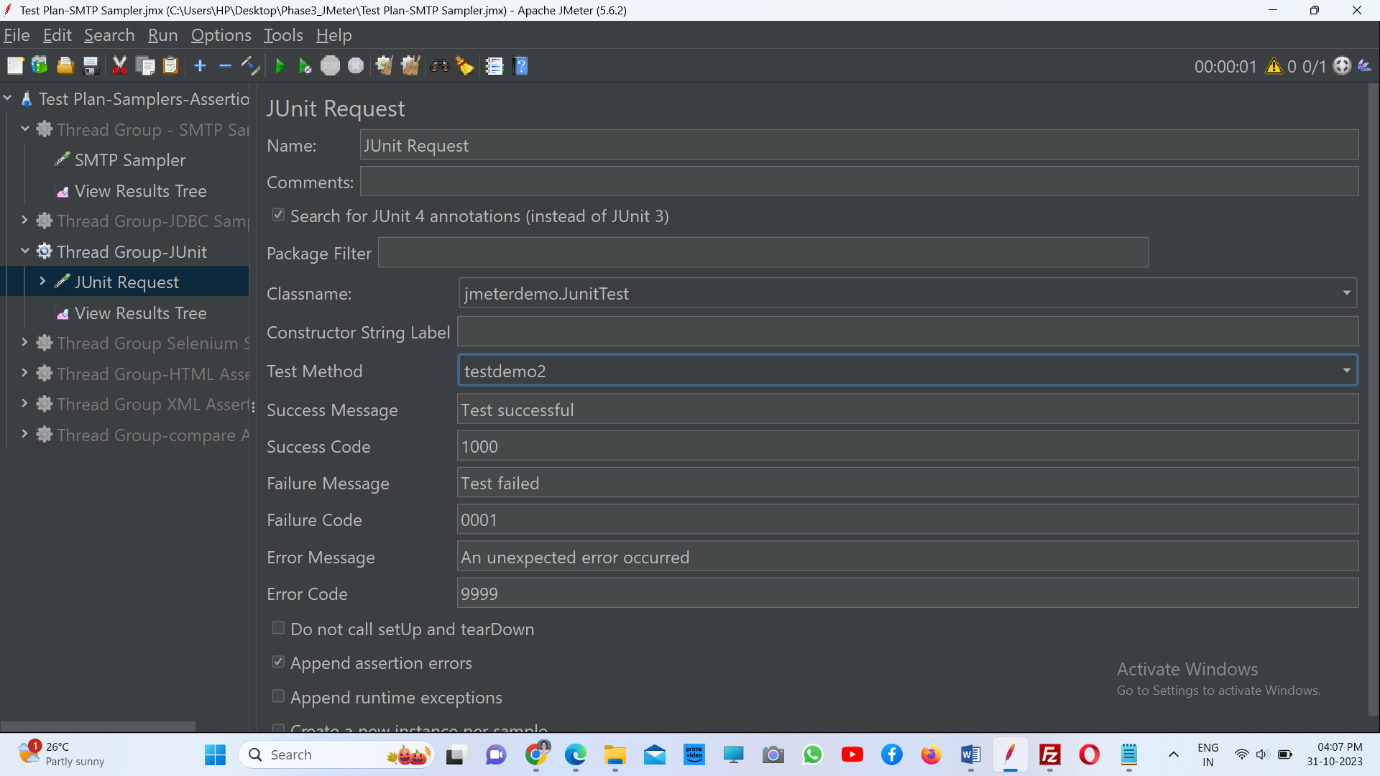 Test Plan-SMTP Sampler.jmx (C:\Users\HP\Desktop\Phase3_JMeter\Test Plan-SMTP Sampler.jmx) - Apache JMeter (5.6.2)
File Edit Search Run Options Tools Help
00:00:01 0 0/1
Test Plan-Samplers-Assertio
Thread Group - SMTP Sa
SMTP Sampler
View Results Tree
Thread Group-JDBC Sam
Thread Group-JUnit
JUnit Request
View Results Tree
Thread Group Selenium S
Thread Group-HTML Asse
Thread Group XML Assert
Thread Group-compare A
JUnit Request
Name: JUnit Request
Comments:
Search for JUnit 4 annotations (instead of JUnit 3)
Package Filter
Classname: jmeterdemo.JunitTest
Constructor String Label
Test Method testdemo2
Success Message Test successful
Success Code 1000
Failure Message Test failed
Failure Code 0001
Error Message An unexpected error occurred
Error Code 9999
Do not call setUp and tearDown
Append assertion errors
Append runtime exceptions
Create a new instance per sample
Activate Windows
Go to Settings to activate Windows.
1
26°C
Partly sunny
Search
prime video
ENG
IN
04:07 PM
31-10-2023